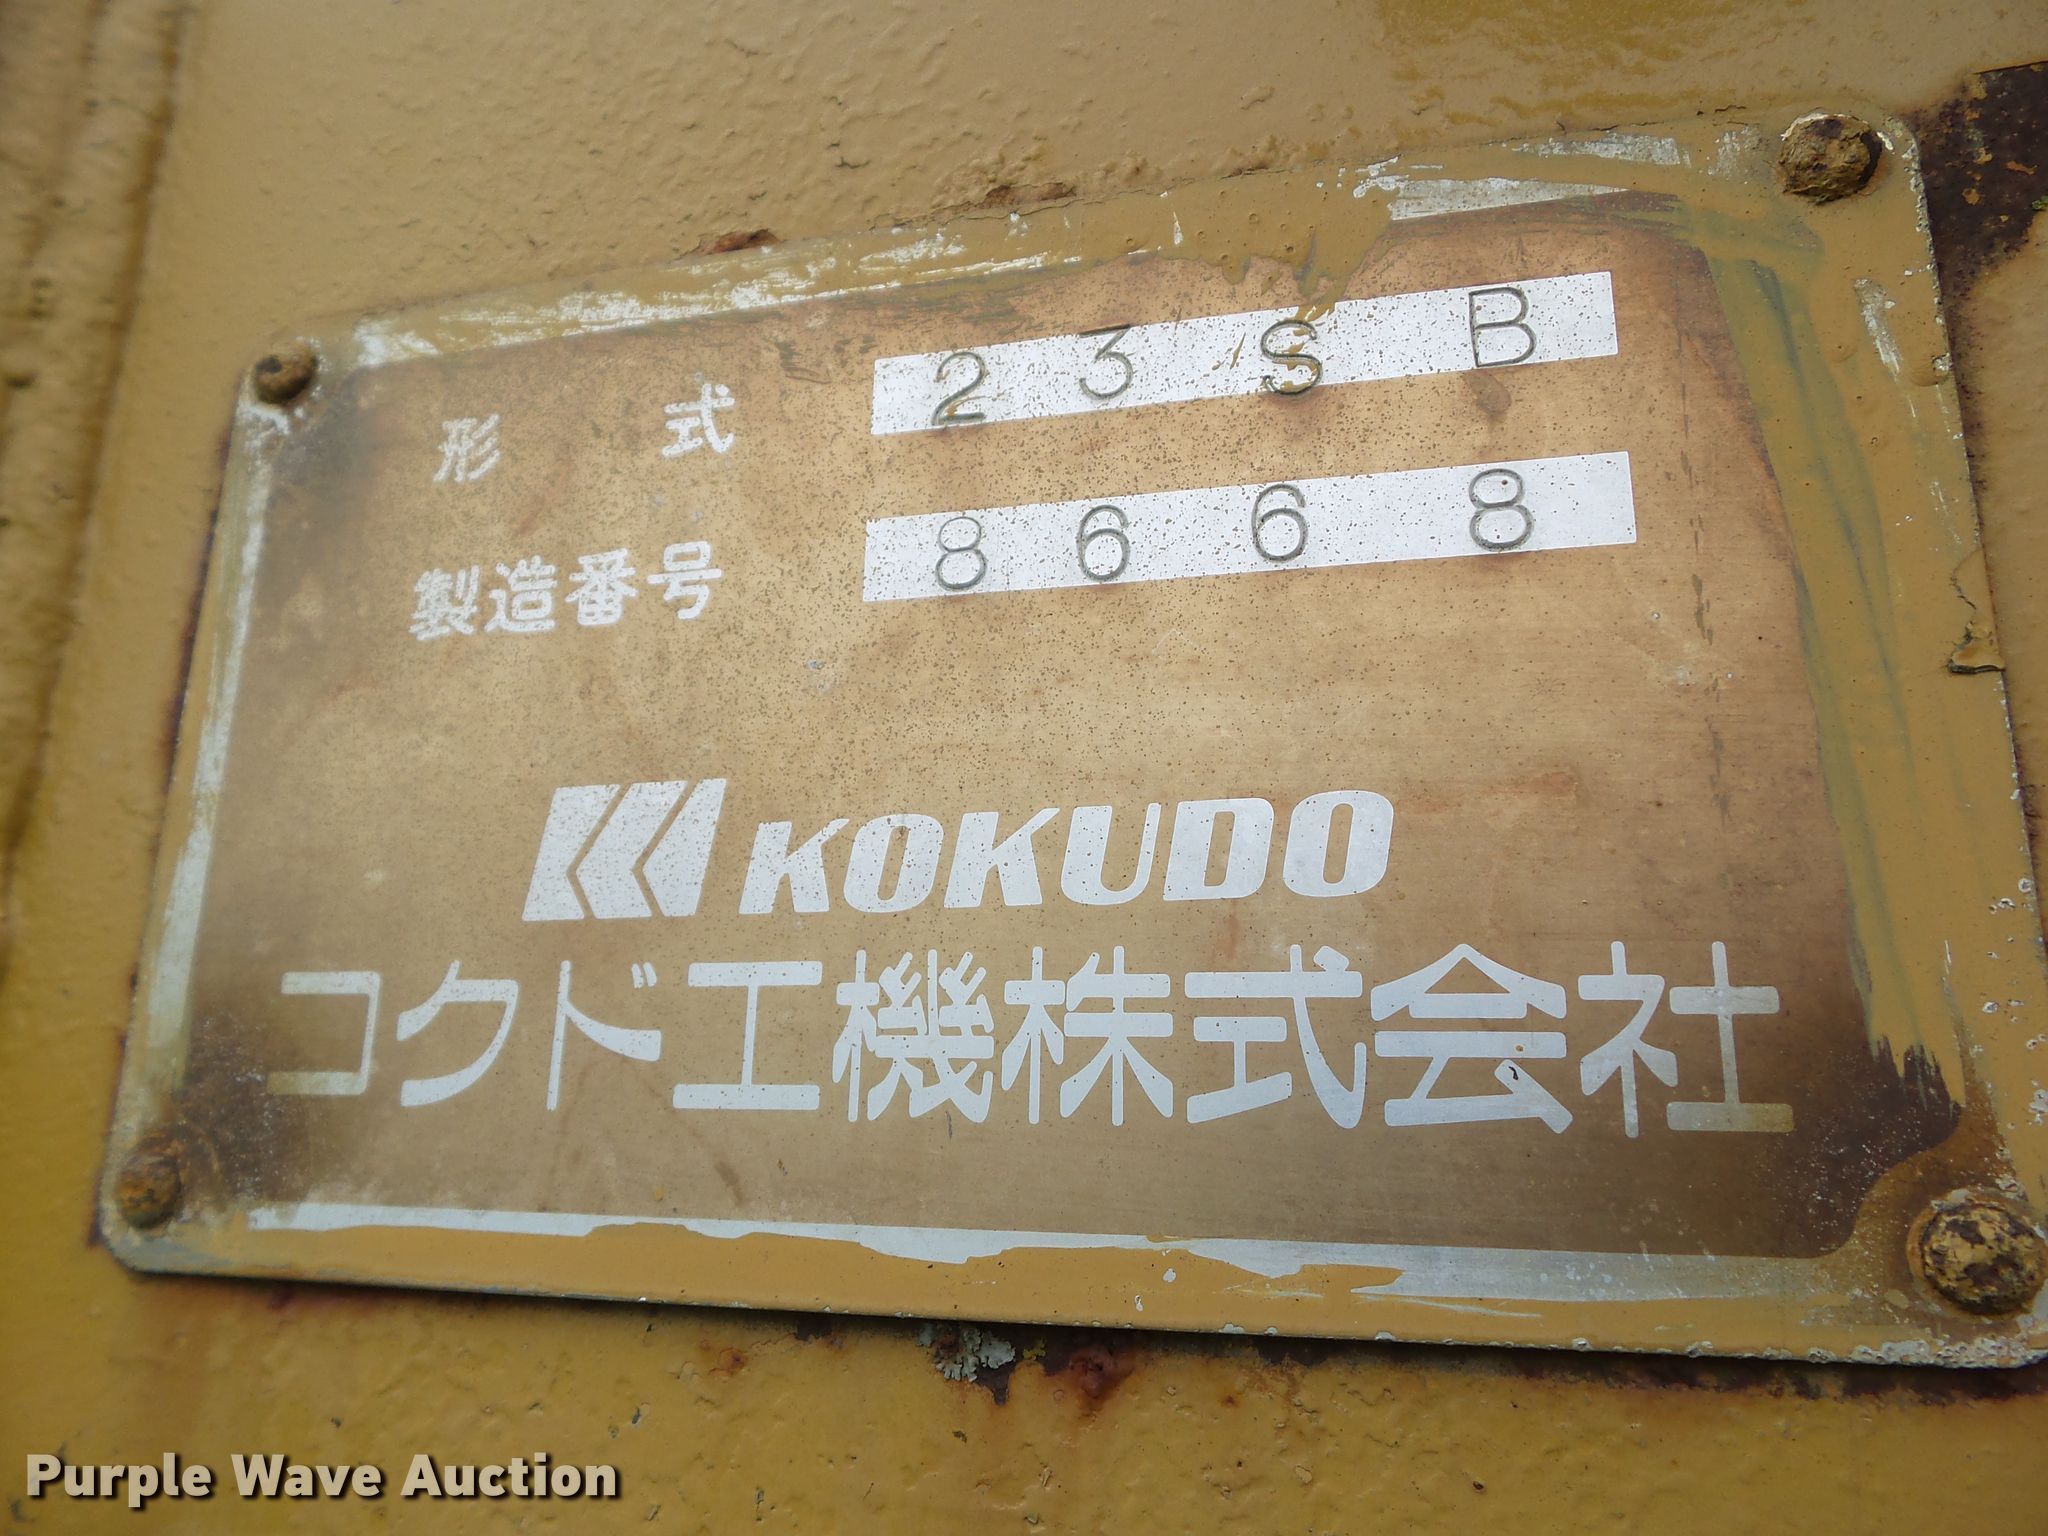 形式 23SB
製造番号 8668
KOKUDO
コクド工機株式会社
Purple Wave Auction